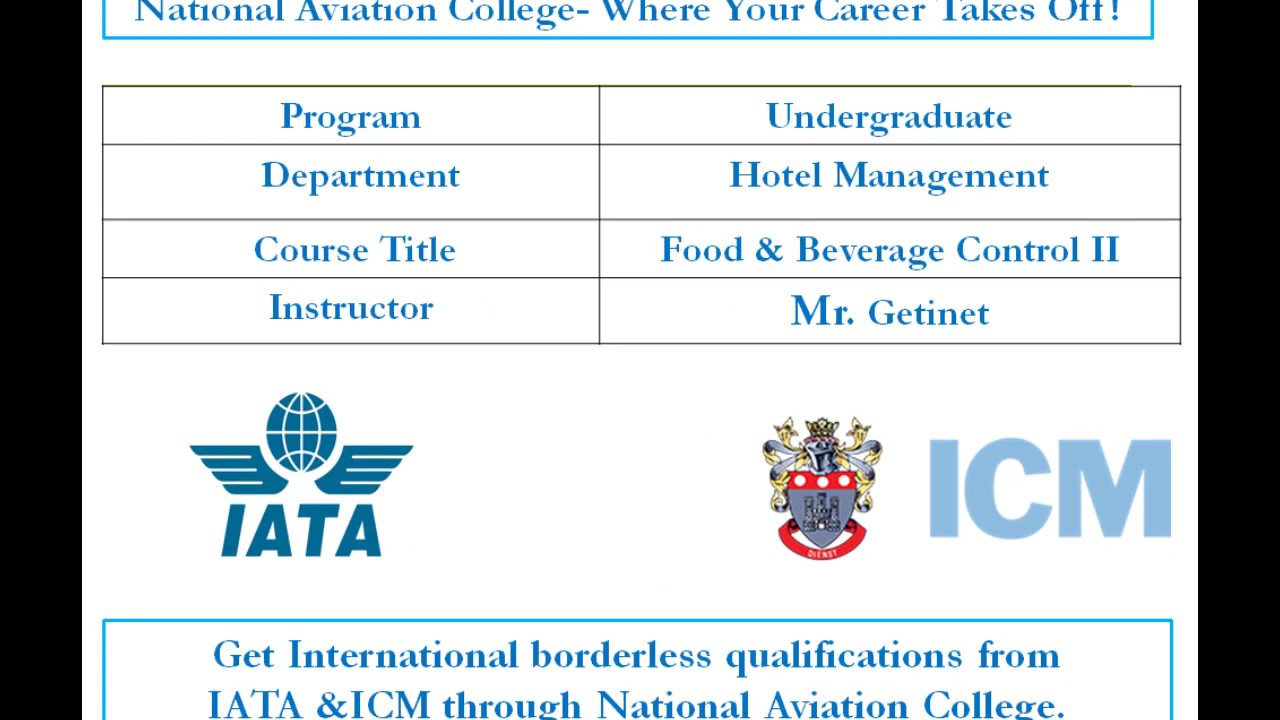 National Aviation College- Where Your Career Takes Off!
Program Undergraduate
Department Hotel Management
Course Title Food & Beverage Control II
Instructor Mr. Getinet
IATA
DIENST
ICM
Get International borderless qualifications from
IATA &ICM through National Aviation College.